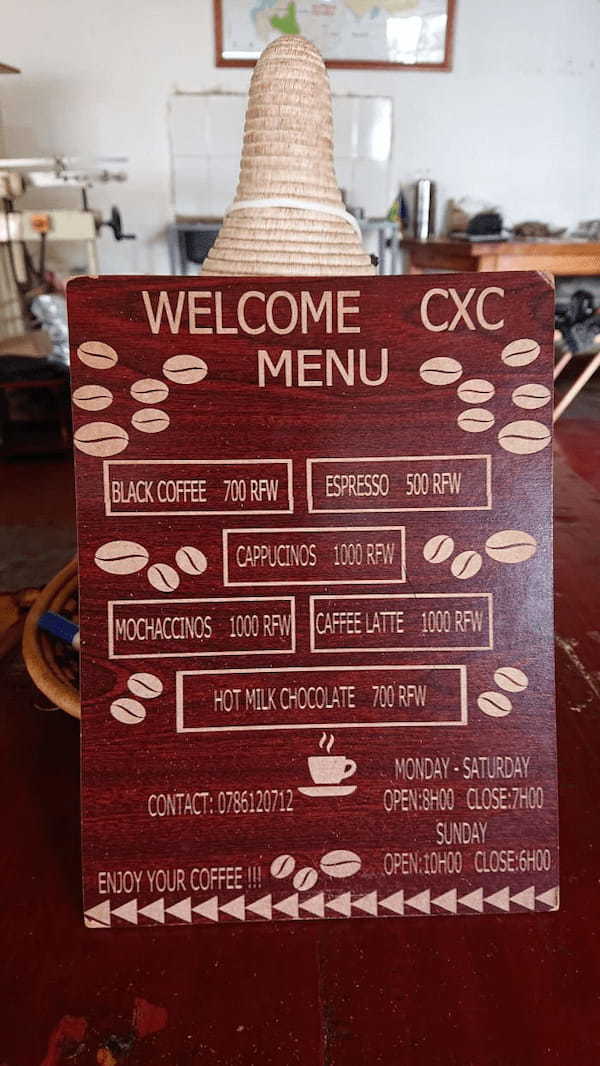 WELCOME CXC
MENU
BLACK COFFEE 700 RFW
ESPRESSO 500 RFW
CAPPUCINOS 1000 RFW
MOCHACCINOS 1000 RFW
CAFFEE LATTE 1000 RFW
HOT MILK CHOCOLATE 700 RFW
CONTACT: 0786120712
MONDAY - SATURDAY
OPEN:8H00 CLOSE:7H00
SUNDAY
OPEN:10H00 CLOSE:6H00
ENJOY YOUR COFFEE !!!